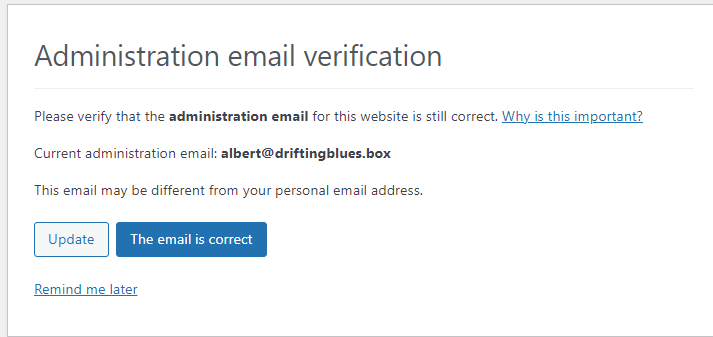 Administration email verification
Please verify that the administration email for this website is still correct. Why is this important?
Current administration email: albert@driftingblues.box
This email may be different from your personal email address.
Update The email is correct
Remind me later